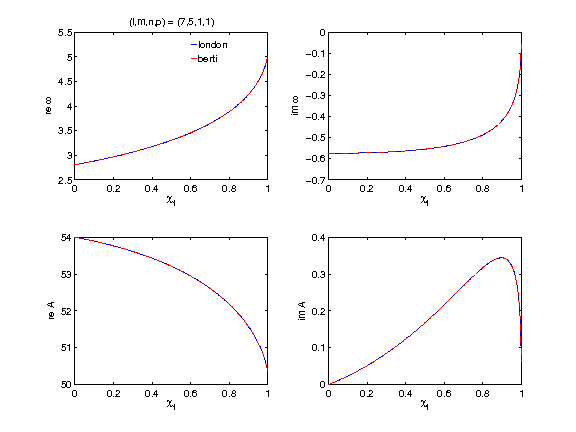 (l,m,n,p) = (7,5,1,1)
london
berti
5.5
5
4.5
4
3.5
3
2.5
re ω
0 0.2 0.4 0.6 0.8 1
χf
0
−0.1
−0.2
−0.3
−0.4
−0.5
−0.6
−0.7
im ω
0 0.2 0.4 0.6 0.8 1
χf
54
53
52
51
50
re A
0 0.2 0.4 0.6 0.8 1
χf
0.4
0.3
0.2
0.1
0
im A
0 0.2 0.4 0.6 0.8 1
χf